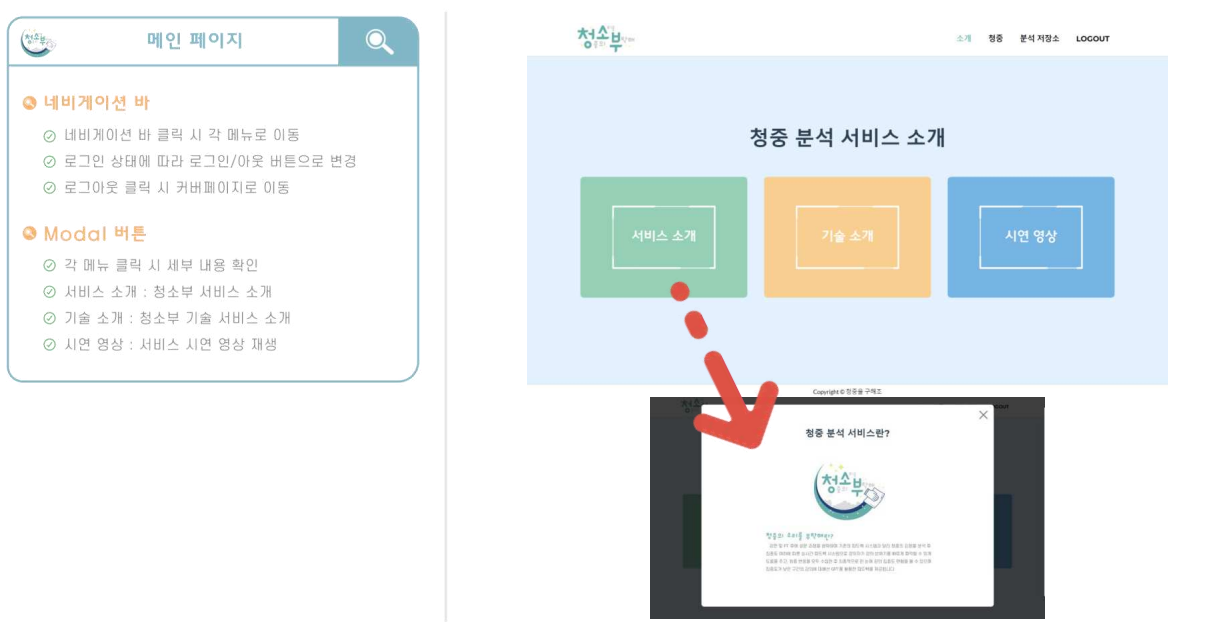 청소부
메인 페이지
네비게이션 바
네비게이션 바 클릭 시 각 메뉴로 이동
로그인 상태에 따라 로그인/아웃 버튼으로 변경
로그아웃 클릭 시 커버페이지로 이동
Modal 버튼
각 메뉴 클릭 시 세부 내용 확인
서비스 소개 : 청소부 서비스 소개
기술 소개 : 청소부 기술 서비스 소개
시연 영상 : 서비스 시연 영상 재생
청소부
소개 청중 분석 저장소 LOGOUT
청중 분석 서비스 소개
서비스 소개 기술 소개 시연 영상
Copyright © 청중을 구해조
청중 분석 서비스란?
청소부
청중의 소리를 부탁해란?